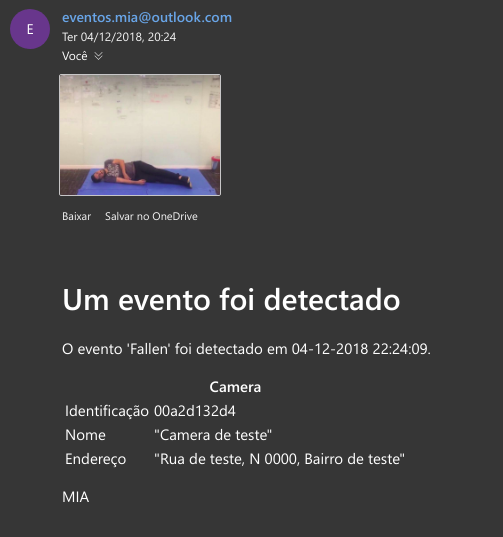 E
eventos.mia@outlook.com
Ter 04/12/2018, 20:24
Você
Baixar Salvar no OneDrive
Um evento foi detectado
O evento 'Fallen' foi detectado em 04-12-2018 22:24:09.
Camera
Identificação 00a2d132d4
Nome "Camera de teste"
Endereço "Rua de teste, N 0000, Bairro de teste"
MIA